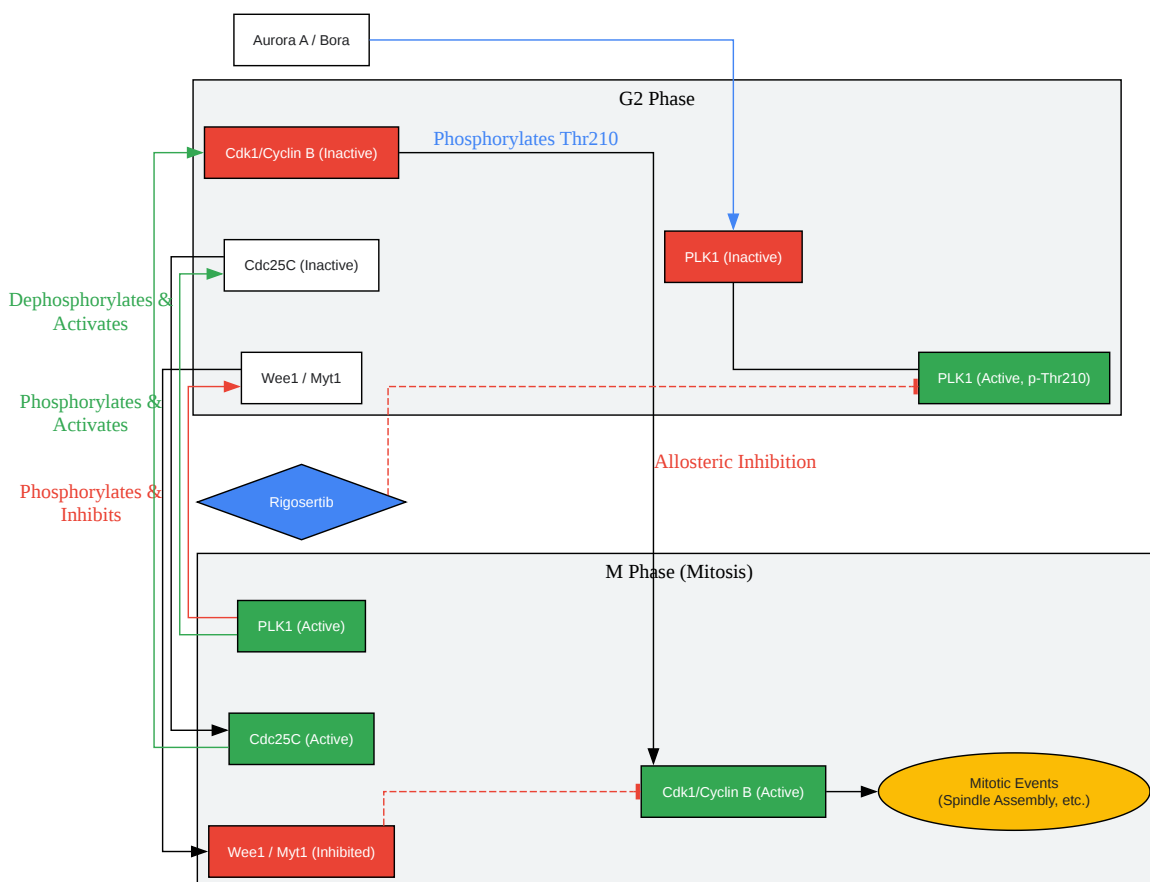 Aurora A / Bora
G2 Phase
Phosphorylates Thr210
Cdk1/Cyclin B (Inactive)
PLK1 (Inactive)
Cdc25C (Inactive)
Dephosphorylates &
Activates
Wee1 / Myt1
PLK1 (Active, p-Thr210)
Phosphorylates &
Activates
Allosteric Inhibition
Phosphorylates &
Inhibits
Rigosertib
M Phase (Mitosis)
PLK1 (Active)
Cdc25C (Active)
Cdk1/Cyclin B (Active)
Mitotic Events
(Spindle Assembly, etc.)
Wee1 / Myt1 (Inhibited)